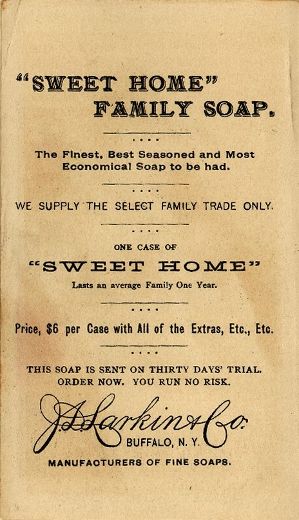 "SWEET HOME"
FAMILY SOAP.
The Finest, Best Seasoned and Most
Economical Soap to be had.
WE SUPPLY THE SELECT FAMILY TRADE ONLY.
ONE CASE OF
"SWEET HOME"
Lasts an average Family One Year.
Price, $6 per Case with All of the Extras, Etc., Etc.
THIS SOAP IS SENT ON THIRTY DAYS' TRIAL.
ORDER NOW. YOU RUN NO RISK.
J.D. Larkin & Co.
BUFFALO, N. Y.
MANUFACTURERS OF FINE SOAPS.